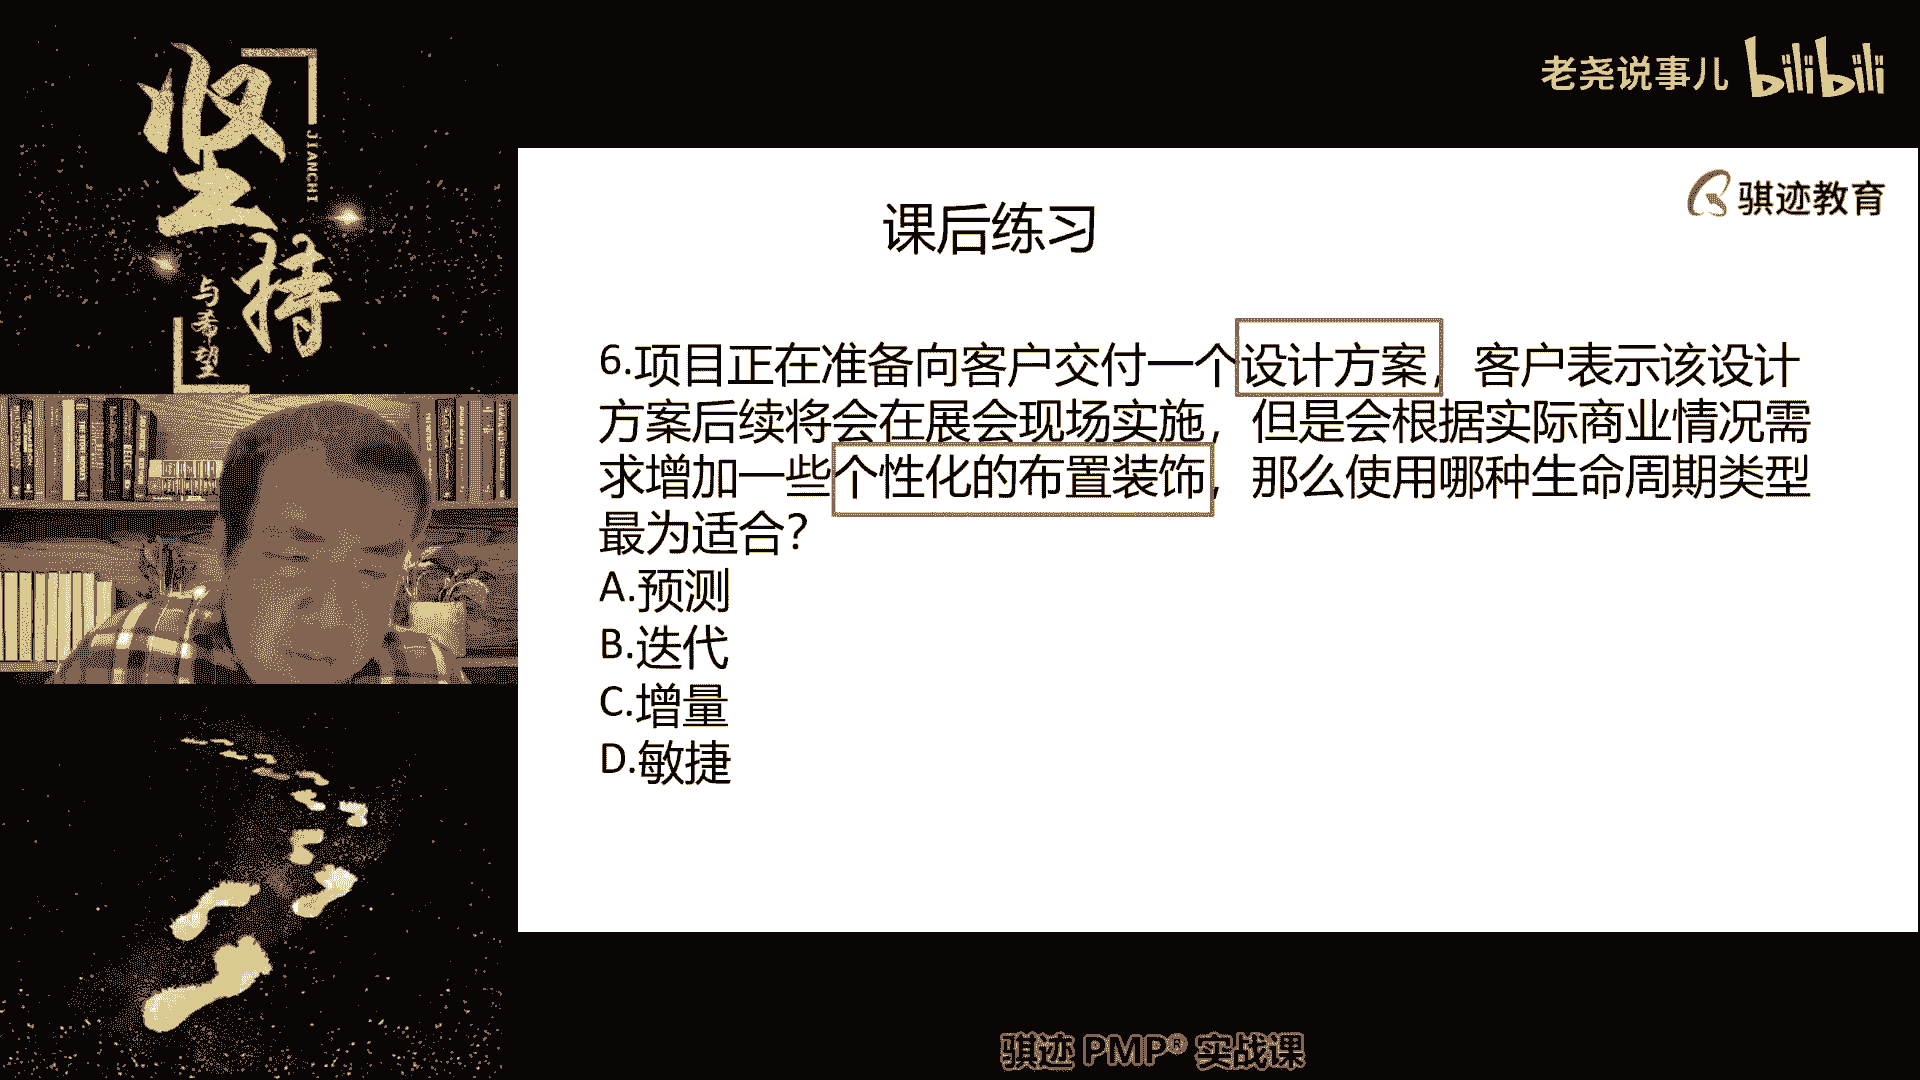 坚持
JIANCHI
与希望
老尧说事儿 bilibili
骐迹教育
课后练习
6.项目正在准备向客户交付一个设计方案，客户表示该设计
方案后续将会在展会现场实施，但是会根据实际商业情况需
求增加一些个性化的布置装饰，那么使用哪种生命周期类型
最为适合？
A.预测
B.迭代
C.增量
D.敏捷
骐迹 PMP® 实战课